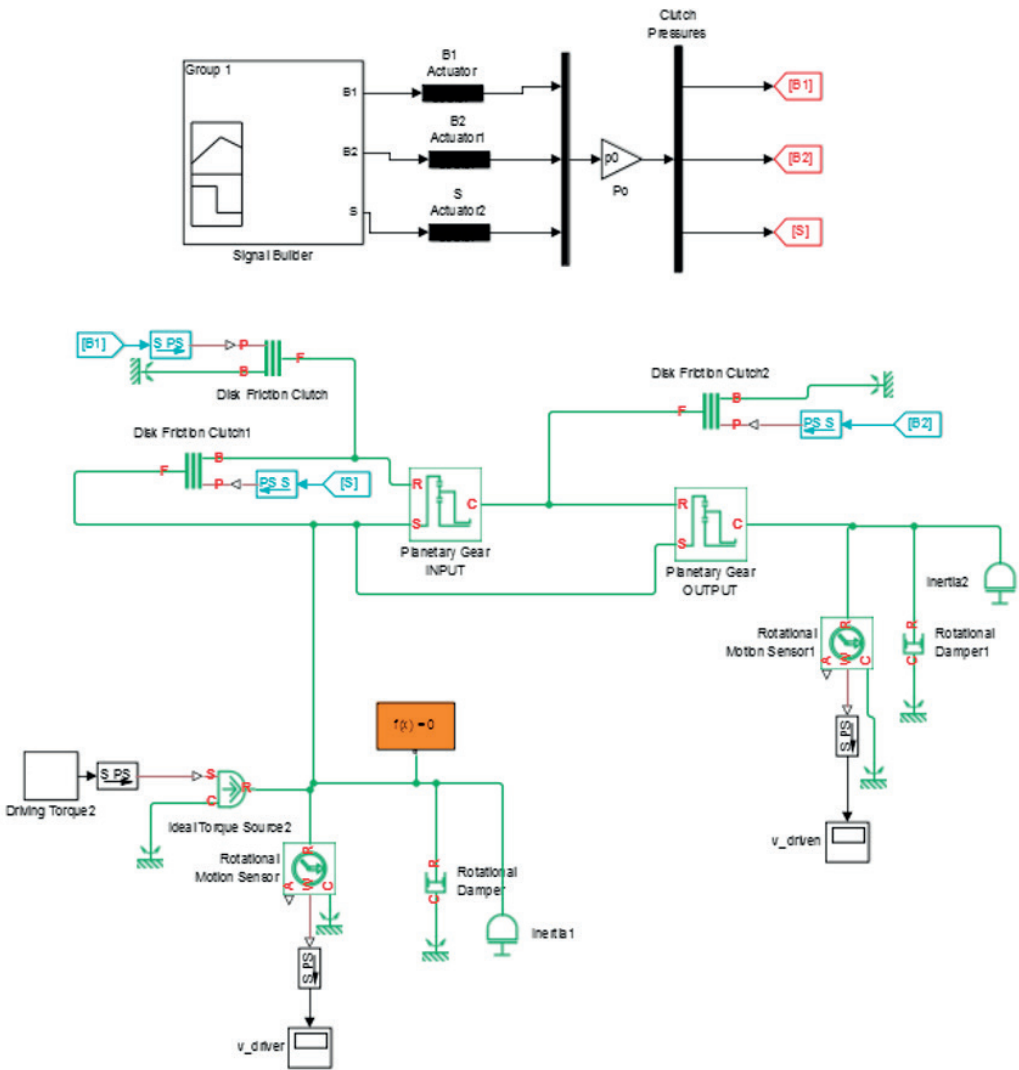 Clutch
Pressures
Group 1
B1
Actuator
B1
[B1]
B2
Actuator1
B2
p0
Po
[B2]
S
Actuator2
S
[S]
Signal Builder
[B1]
S PS
P
F
B
Disk Friction Clutch
Disk Friction Clutch2
B
F
P
PS S
[B2]
Disk Friction Clutch1
B
F
P
PS S
[S]
R
C
S
Planetary Gear
INPUT
R
C
S
Planetary Gear
OUTPUT
Inertia2
Rotational
Motion Sensor1
R
A
W
C
R
C
Rotational
Damper1
S PS
v_driven
f(x) = 0
Driving Torque2
S PS
S
R
C
Ideal Torque Source2
Rotational
Motion Sensor
R
A
W
C
R
C
Rotational
Damper
Inertia1
S PS
v_driver